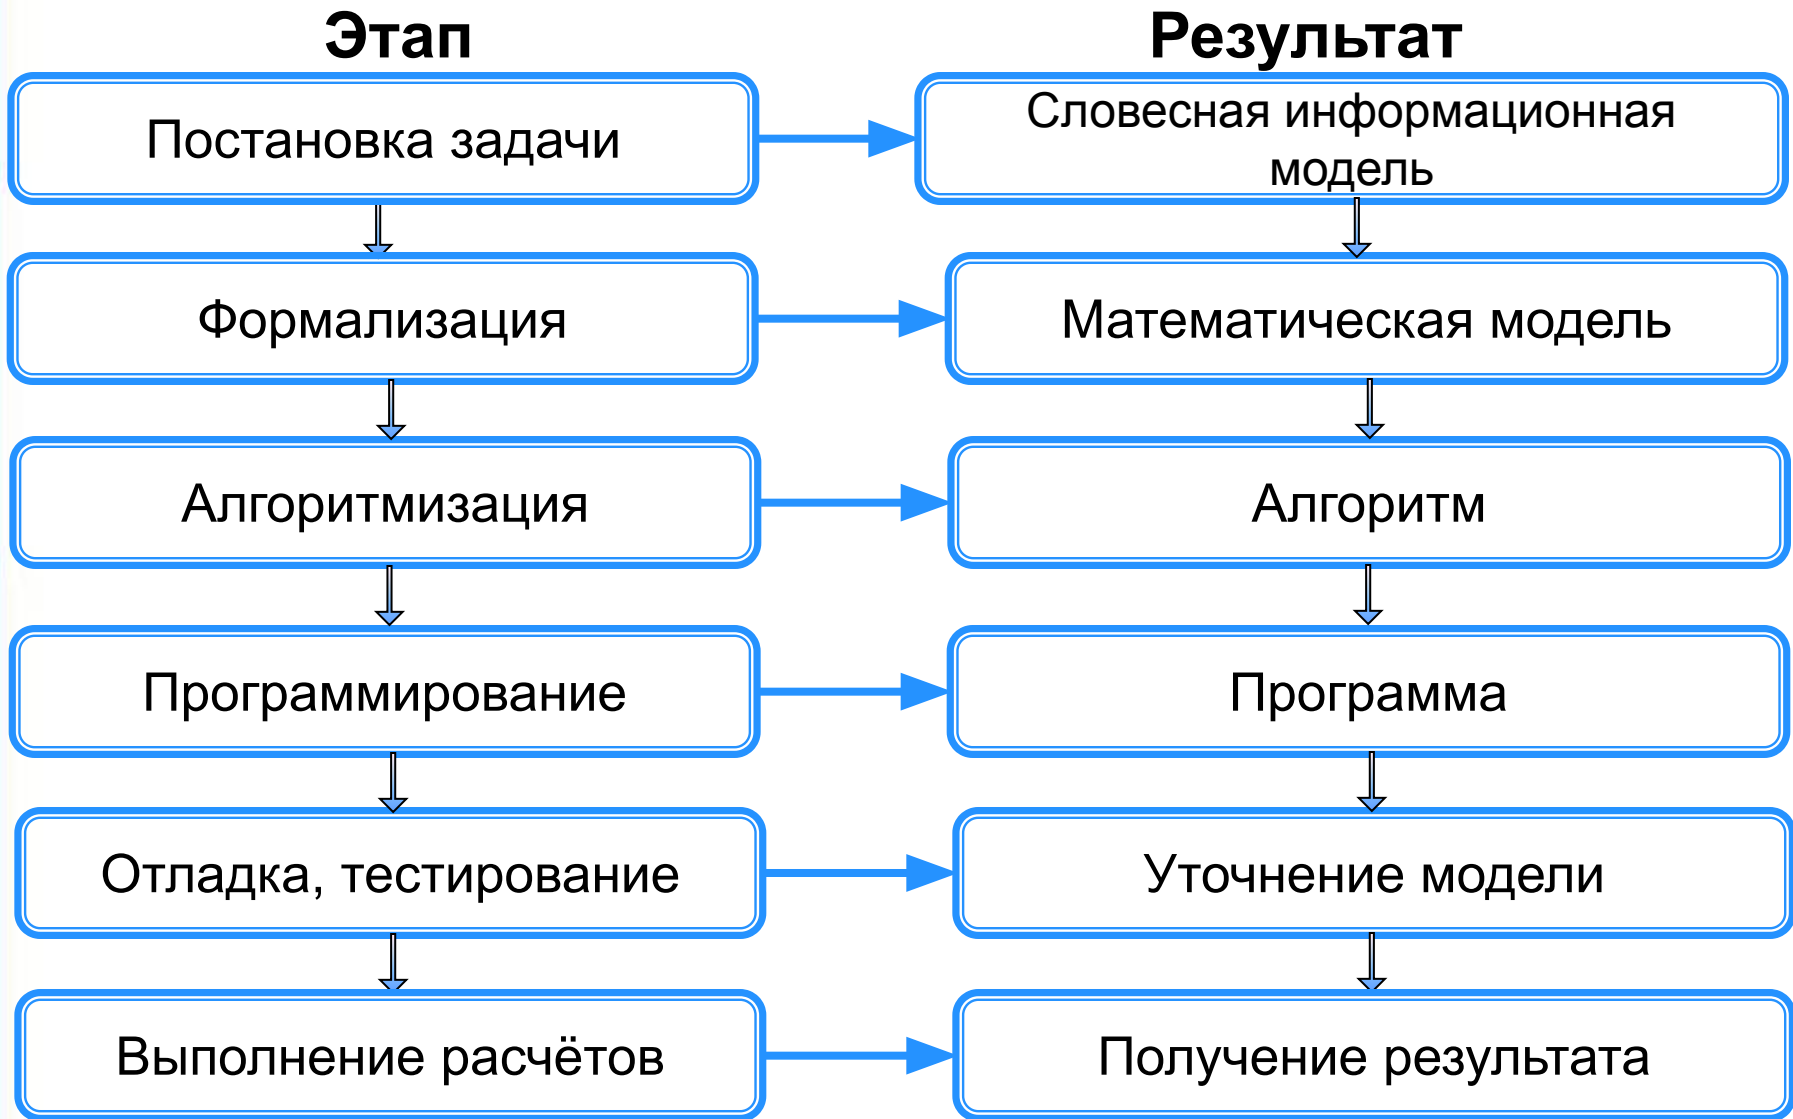 Этап
Результат
Постановка задачи
Словесная информационная
модель
Формализация
Математическая модель
Алгоритмизация
Алгоритм
Программирование
Программа
Отладка, тестирование
Уточнение модели
Выполнение расчётов
Получение результата